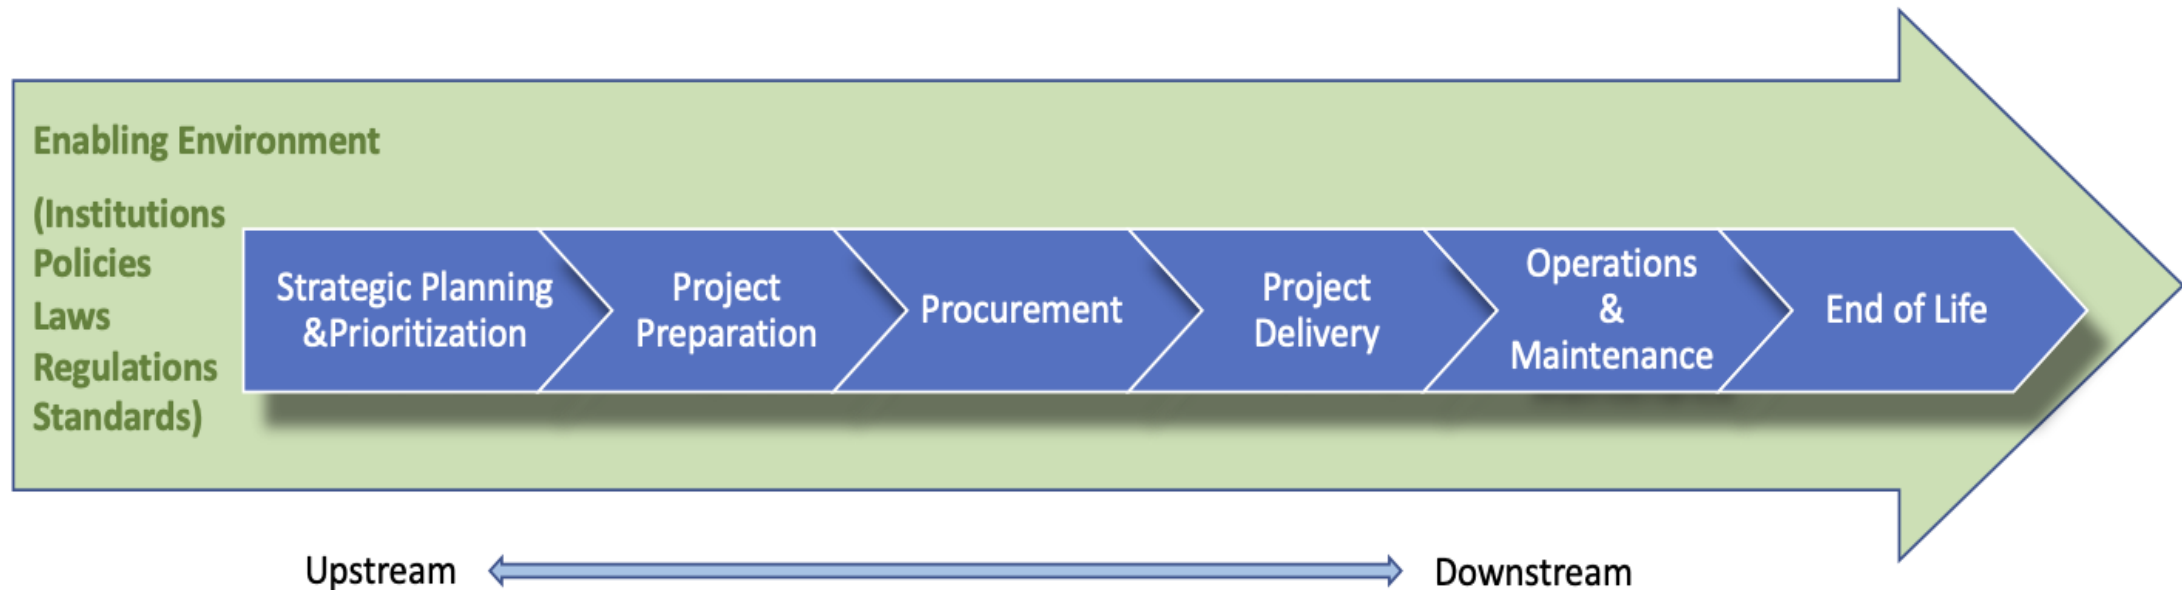 Enabling Environment
(Institutions
Policies
Laws
Regulations
Standards)
Strategic Planning
&Prioritization
Project
Preparation
Procurement
Project
Delivery
Operations
&
Maintenance
End of Life
Upstream
Downstream